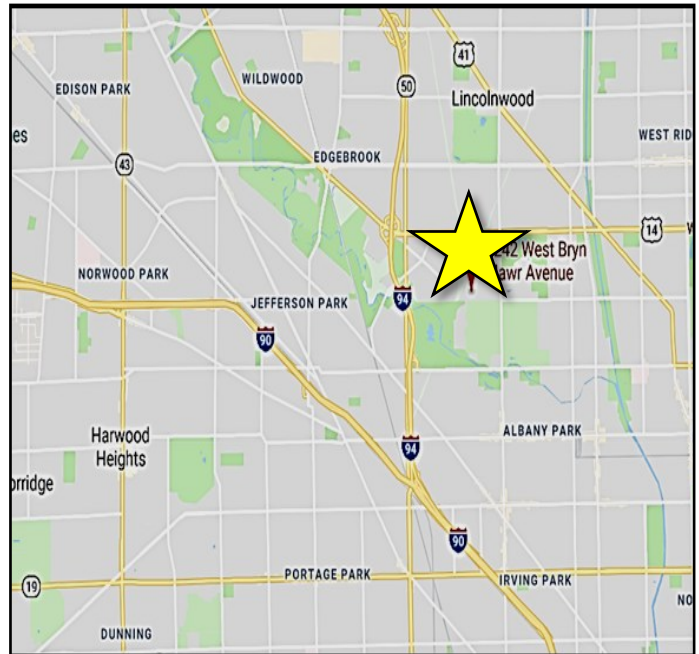 41
50
WILDWOOD
EDISON PARK
Lincolnwood
es
WEST RID
EDGEBROOK
43
14
W
242 West Bryn
awr Avenue
NORWOOD PARK
JEFFERSON PARK
94
90
ALBANY PARK
Harwood
Heights
94
orridge
90
PORTAGE PARK
IRVING PARK
19
NO
DUNNING